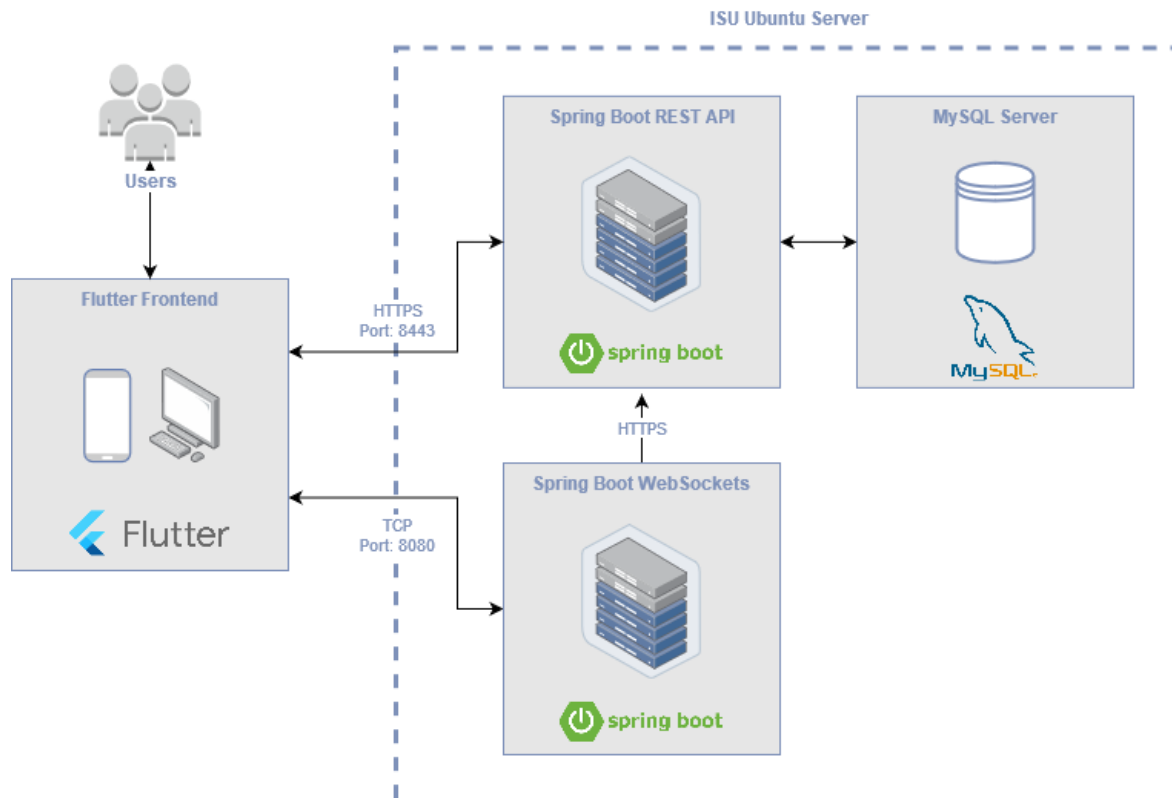 ISU Ubuntu Server
Users
Flutter Frontend
Flutter
HTTPS
Port: 8443
TCP
Port: 8080
Spring Boot REST API
spring boot
MySQL Server
MySQL
HTTPS
Spring Boot WebSockets
spring boot